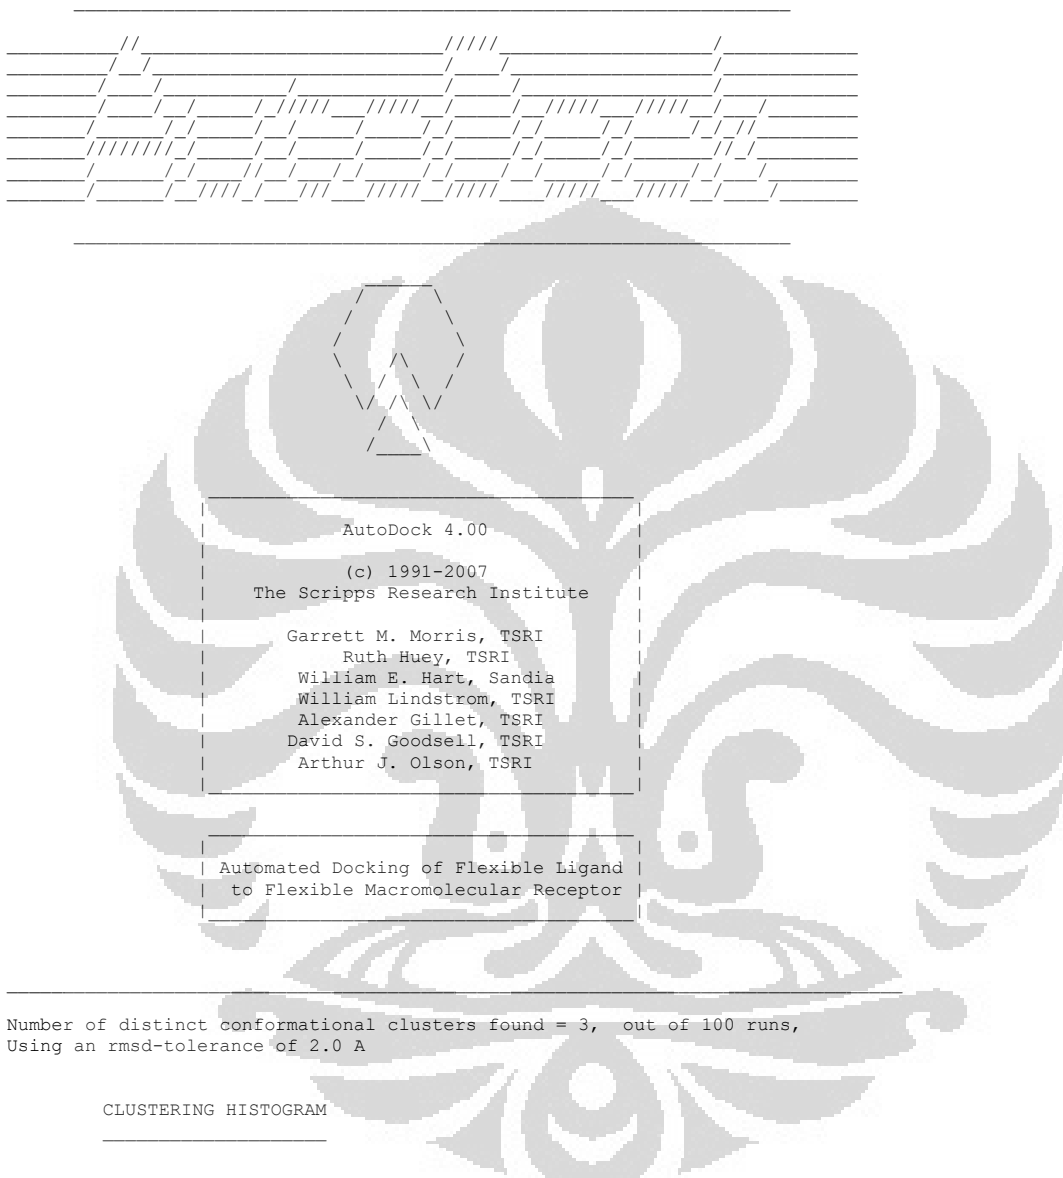 AutoDock 4.00
(c) 1991-2007
The Scripps Research Institute
Garrett M. Morris, TSRI
Ruth Huey, TSRI
William E. Hart, Sandia
William Lindstrom, TSRI
Alexander Gillet, TSRI
David S. Goodsell, TSRI
Arthur J. Olson, TSRI
Automated Docking of Flexible Ligand
to Flexible Macromolecular Receptor
Number of distinct conformational clusters found = 3,  out of 100 runs,
Using an rmsd-tolerance of 2.0 A
CLUSTERING HISTOGRAM